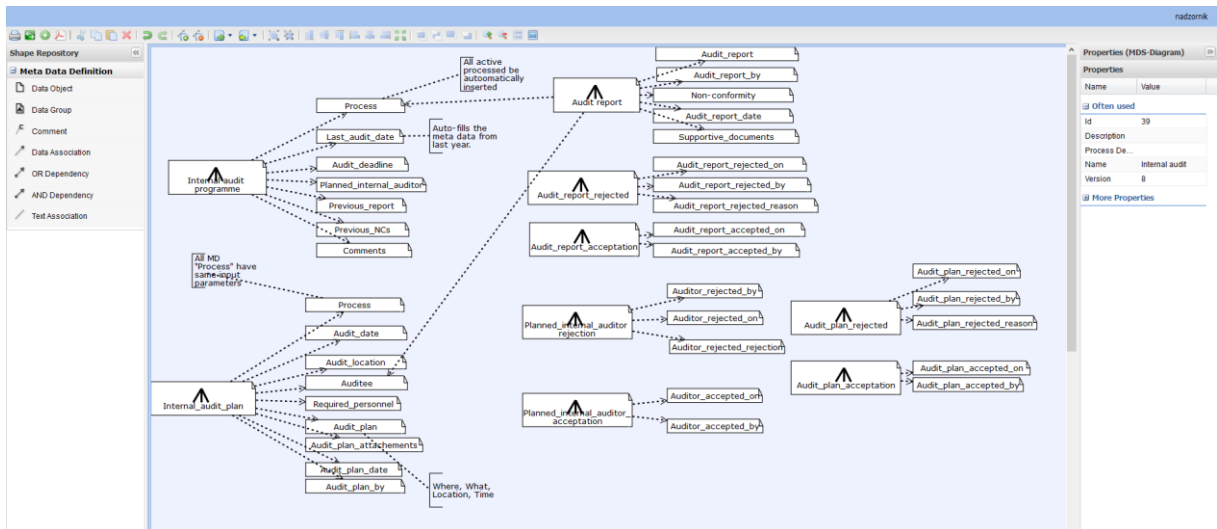 nadzornik
Shape Repository
Meta Data Definition
Data Object
Data Group
Comment
Data Association
OR Dependency
AND Dependency
Text Association
All active
processed be
autoomatically
inserted
Process
Last_audit_date
Auto-fills the
meta data from
last year.
Internal audit
programme
Audit_deadline
Planned_internal_auditor
Previous_report
Previous_NCs
Comments
All MD
"Process" have
same input
parameters
Process
Audit_date
Audit_location
Auditee
Internal_audit_plan
Required_personnel
Audit_plan
Audit_plan_attachements
Audit_plan_date
Audit_plan_by
Where, What,
Location, Time
Audit report
Audit_report
Audit_report_by
Non-conformity
Audit_report_date
Supportive_documents
Audit_report_rejected
Audit_report_rejected_on
Audit_report_rejected_by
Audit_report_rejected_reason
Audit_report_acceptation
Audit_report_accepted_on
Audit_report_accepted_by
Planned_internal_auditor
rejection
Auditor_rejected_by
Auditor_rejected_on
Auditor_rejected_rejection
Planned_internal_auditor_
acceptation
Auditor_accepted_on
Auditor_accepted_by
Audit_plan_rejected
Audit_plan_rejected_on
Audit_plan_rejected_by
Audit_plan_rejected_reason
Audit_plan_acceptation
Audit_plan_accepted_on
Audit_plan_accepted_by
Properties (MDS-Diagram)
Properties
Name Value
Often used
Id 39
Description
Process De...
Name Internal audit
Version 8
More Properties